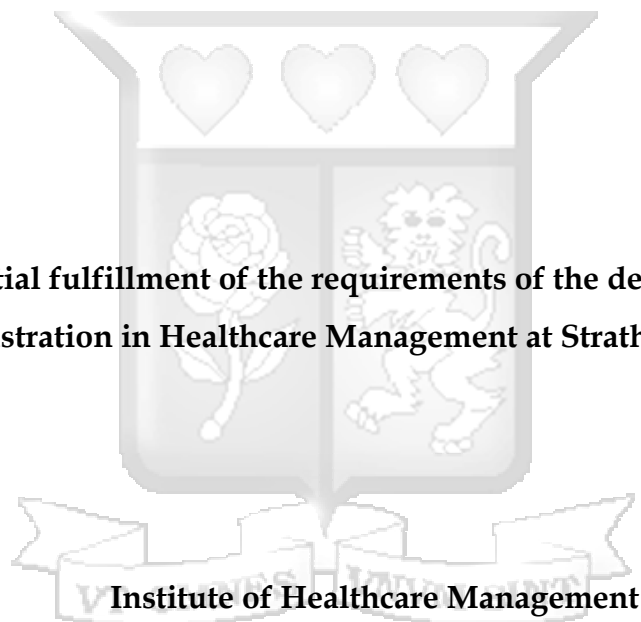 tial fulfillment of the requirements of the de
stration in Healthcare Management at Strath
Institute of Healthcare Management